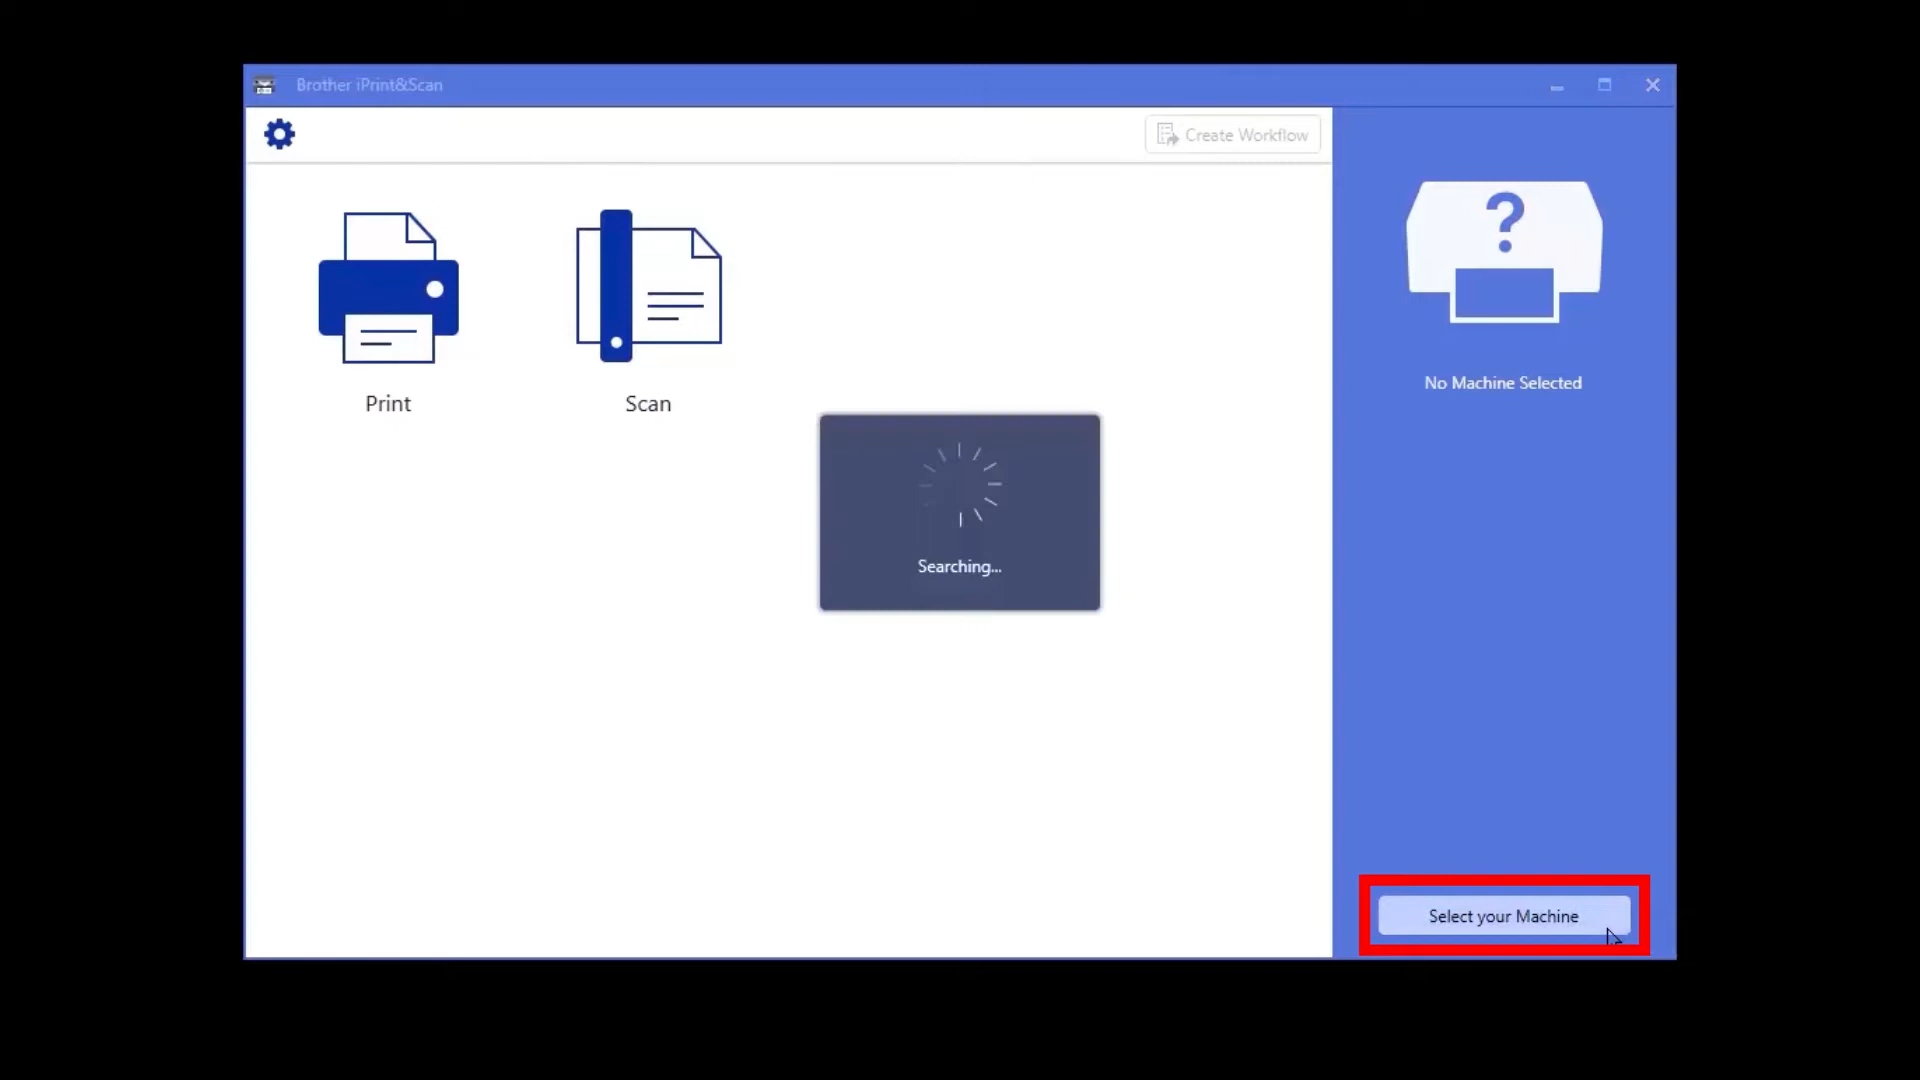 Brother iPrint&Scan
Create Workflow
?
Print
Scan
No Machine Selected
Searching...
Select your Machine